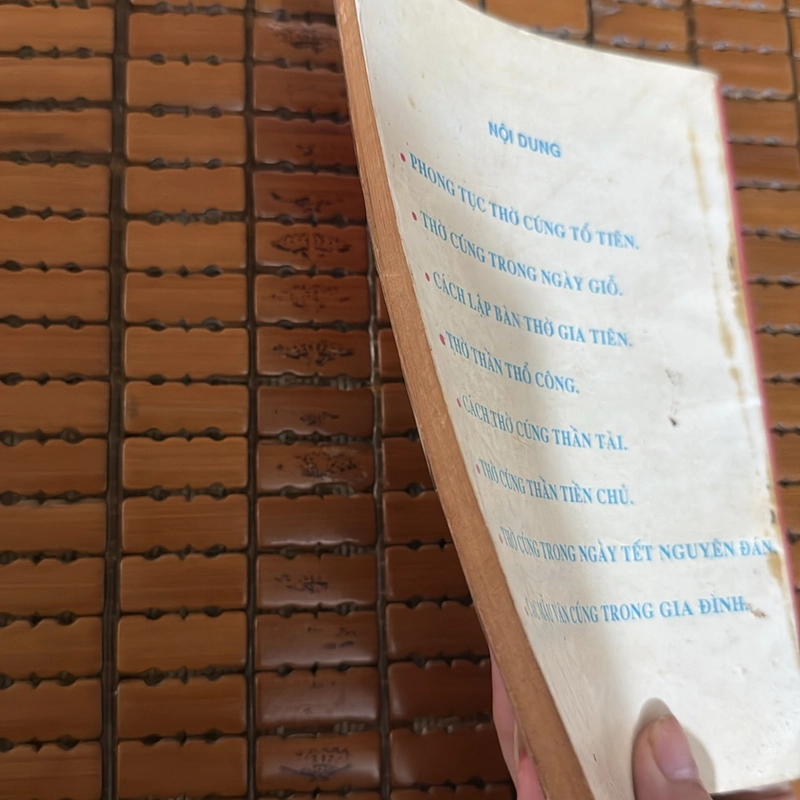 NỘI DUNG
• PHONG TỤC THỜ CÚNG TỔ TIÊN.
• THỜ CÚNG TRONG NGÀY GIỖ.
• CÁCH LẬP BÀN THỜ GIA TIÊN.
• THỜ THẦN THỔ CÔNG.
• CÁCH THỜ CÚNG THẦN TÀI.
• THỜ CÚNG THẦN TIỀN CHỦ.
• THỜ CÚNG TRONG NGÀY TẾT NGUYÊN ĐÁN.
VĂN CÚNG TRONG GIA ĐÌNH.